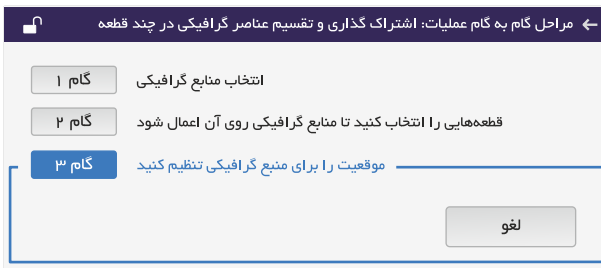 مراحل گام به گام عملیات: اشتراک گذاری و تقسیم عناصر گرافیکی در چند قطعه
انتخاب منابع گرافیکی گام ۱
قطعه‌هایی را انتخاب کنید تا منابع گرافیکی روی آن اعمال شود گام ۲
موقعیت را برای منبع گرافیکی تنظیم کنید گام ۳
لغو